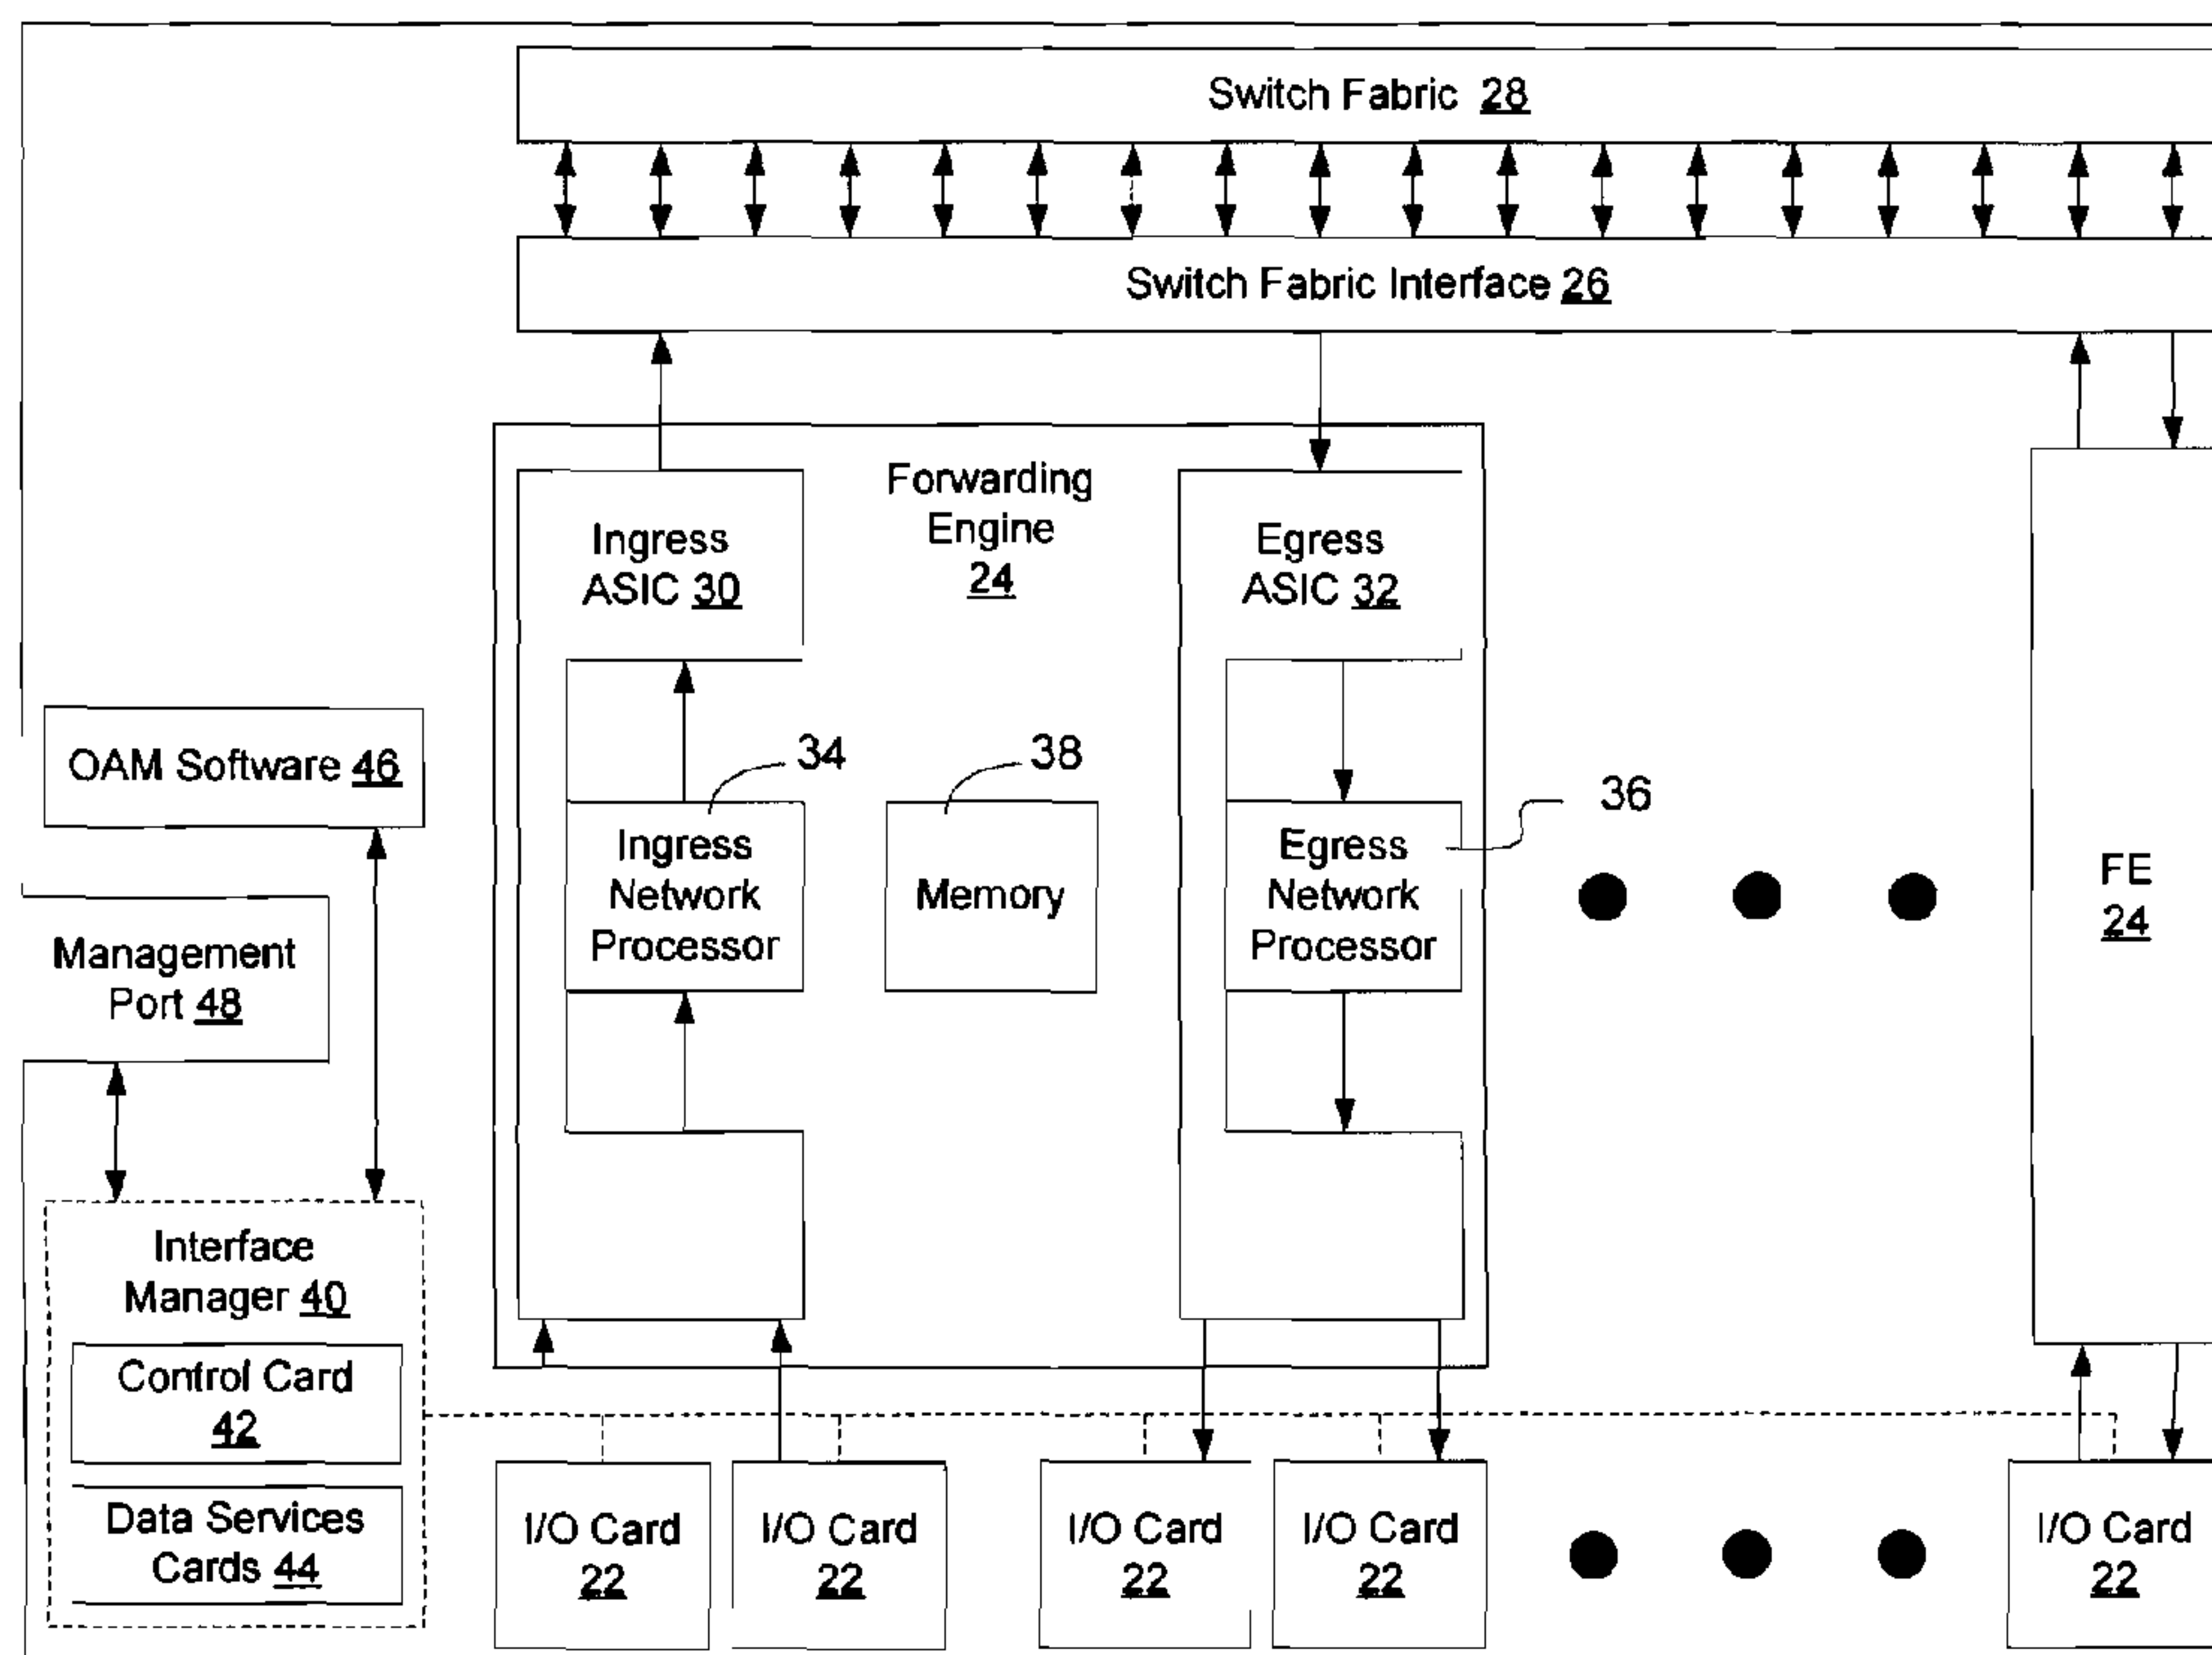 Switch Fabric 28
Switch Fabric Interface 26
Forwarding
Engine
24
Ingress
ASIC 30
Egress
ASIC 32
OAM Software 46
34
38
36
Ingress
Network
Processor
Memory
Egress
Network
Processor
FE
24
Management
Port 48
Interface
Manager 40
Control Card
42
Data Services
Cards 44
I/O Card
22
I/O Card
22
I/O Card
22
I/O Card
22
I/O Card
22